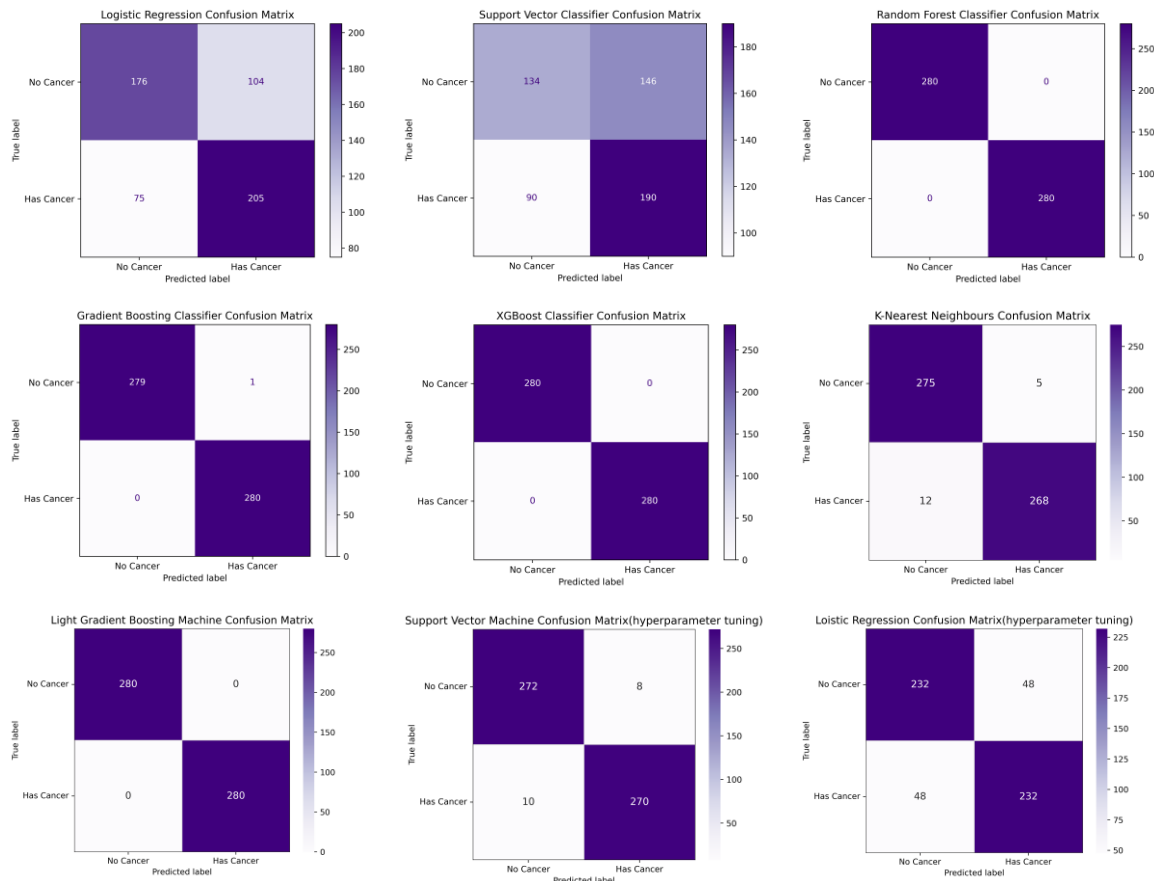 Logistic Regression Confusion Matrix
200
180
160
140
120
100
80
True label
No Cancer
176
104
Has Cancer
75
205
No Cancer
Has Cancer
Predicted label
Support Vector Classifier Confusion Matrix
180
160
140
120
100
True label
No Cancer
134
146
Has Cancer
90
190
No Cancer
Has Cancer
Predicted label
Random Forest Classifier Confusion Matrix
250
200
150
100
50
0
True label
No Cancer
280
0
Has Cancer
0
280
No Cancer
Has Cancer
Predicted label
Gradient Boosting Classifier Confusion Matrix
250
200
150
100
50
0
True label
No Cancer
279
1
Has Cancer
0
280
No Cancer
Has Cancer
Predicted label
XGBoost Classifier Confusion Matrix
250
200
150
100
50
0
True label
No Cancer
280
0
Has Cancer
0
280
No Cancer
Has Cancer
Predicted label
K-Nearest Neighbours Confusion Matrix
250
200
150
100
50
True label
No Cancer
275
5
Has Cancer
12
268
No Cancer
Has Cancer
Predicted label
Light Gradient Boosting Machine Confusion Matrix
250
200
150
100
50
0
True label
No Cancer
280
0
Has Cancer
0
280
No Cancer
Has Cancer
Predicted label
Support Vector Machine Confusion Matrix(hyperparameter tuning)
250
200
150
100
50
True label
No Cancer
272
8
Has Cancer
10
270
No Cancer
Has Cancer
Predicted label
Loistic Regression Confusion Matrix(hyperparameter tuning)
225
200
175
150
125
100
75
50
True label
No Cancer
232
48
Has Cancer
48
232
No Cancer
Has Cancer
Predicted label